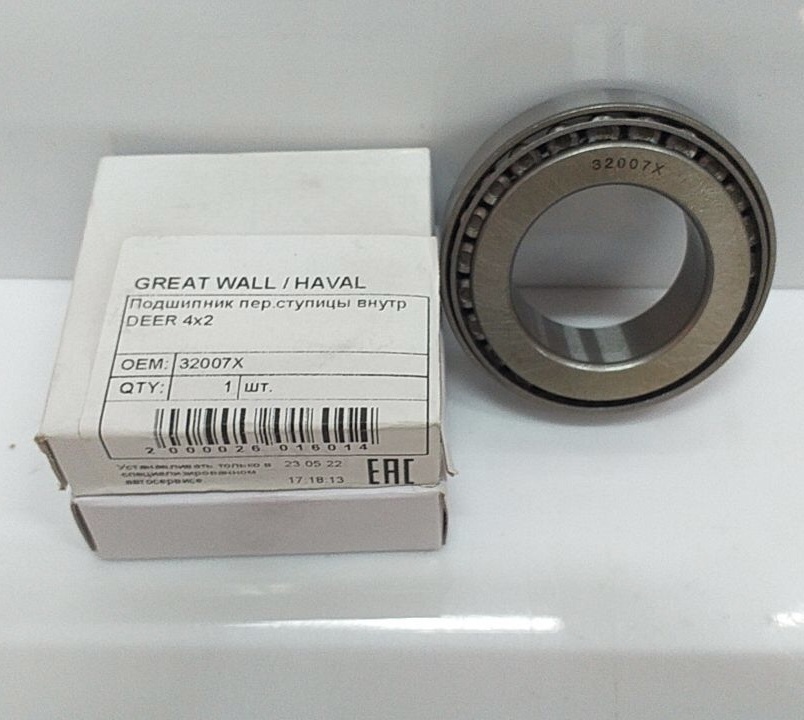 GREAT WALL / HAVAL
Подшипник пер.ступицы внутр
DEER 4x2
OEM: 32007X
QTY: 1 шт.
2 000026 016014
Устанавливать только в
специализированном
автосервисе
23.05.22
17:18:13
EAC
32007X